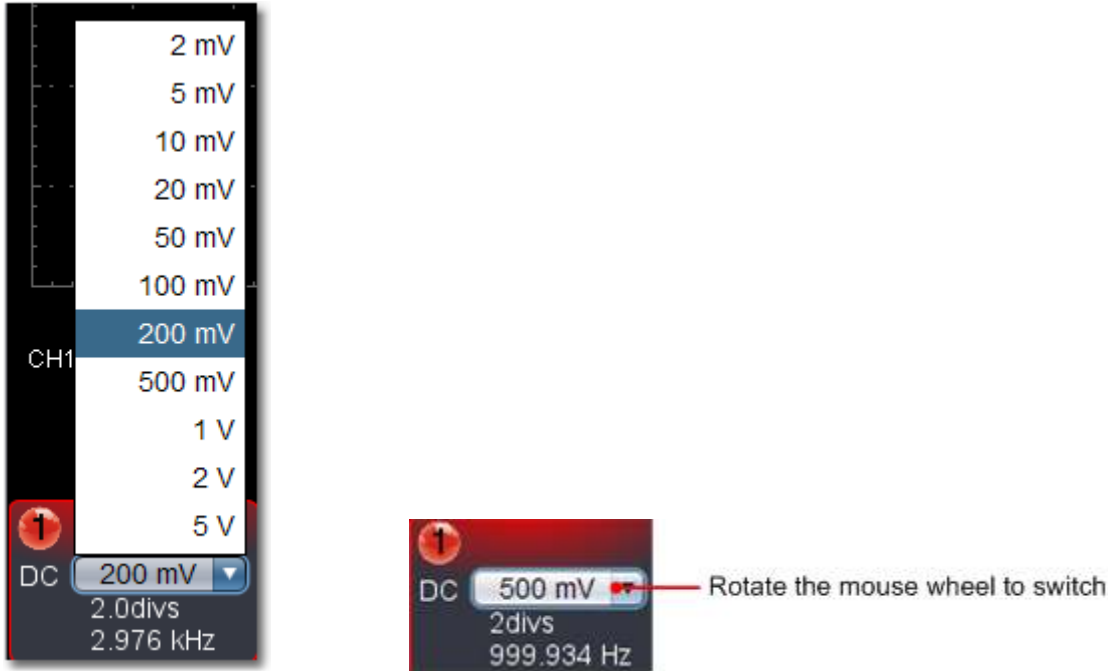 2 mV
5 mV
10 mV
20 mV
50 mV
100 mV
200 mV
CH1
500 mV
1 V
2 V
5 V
1
DC 200 mV
2.0divs
2.976 kHz
1
DC 500 mV
2divs
999.934 Hz
Rotate the mouse wheel to switch